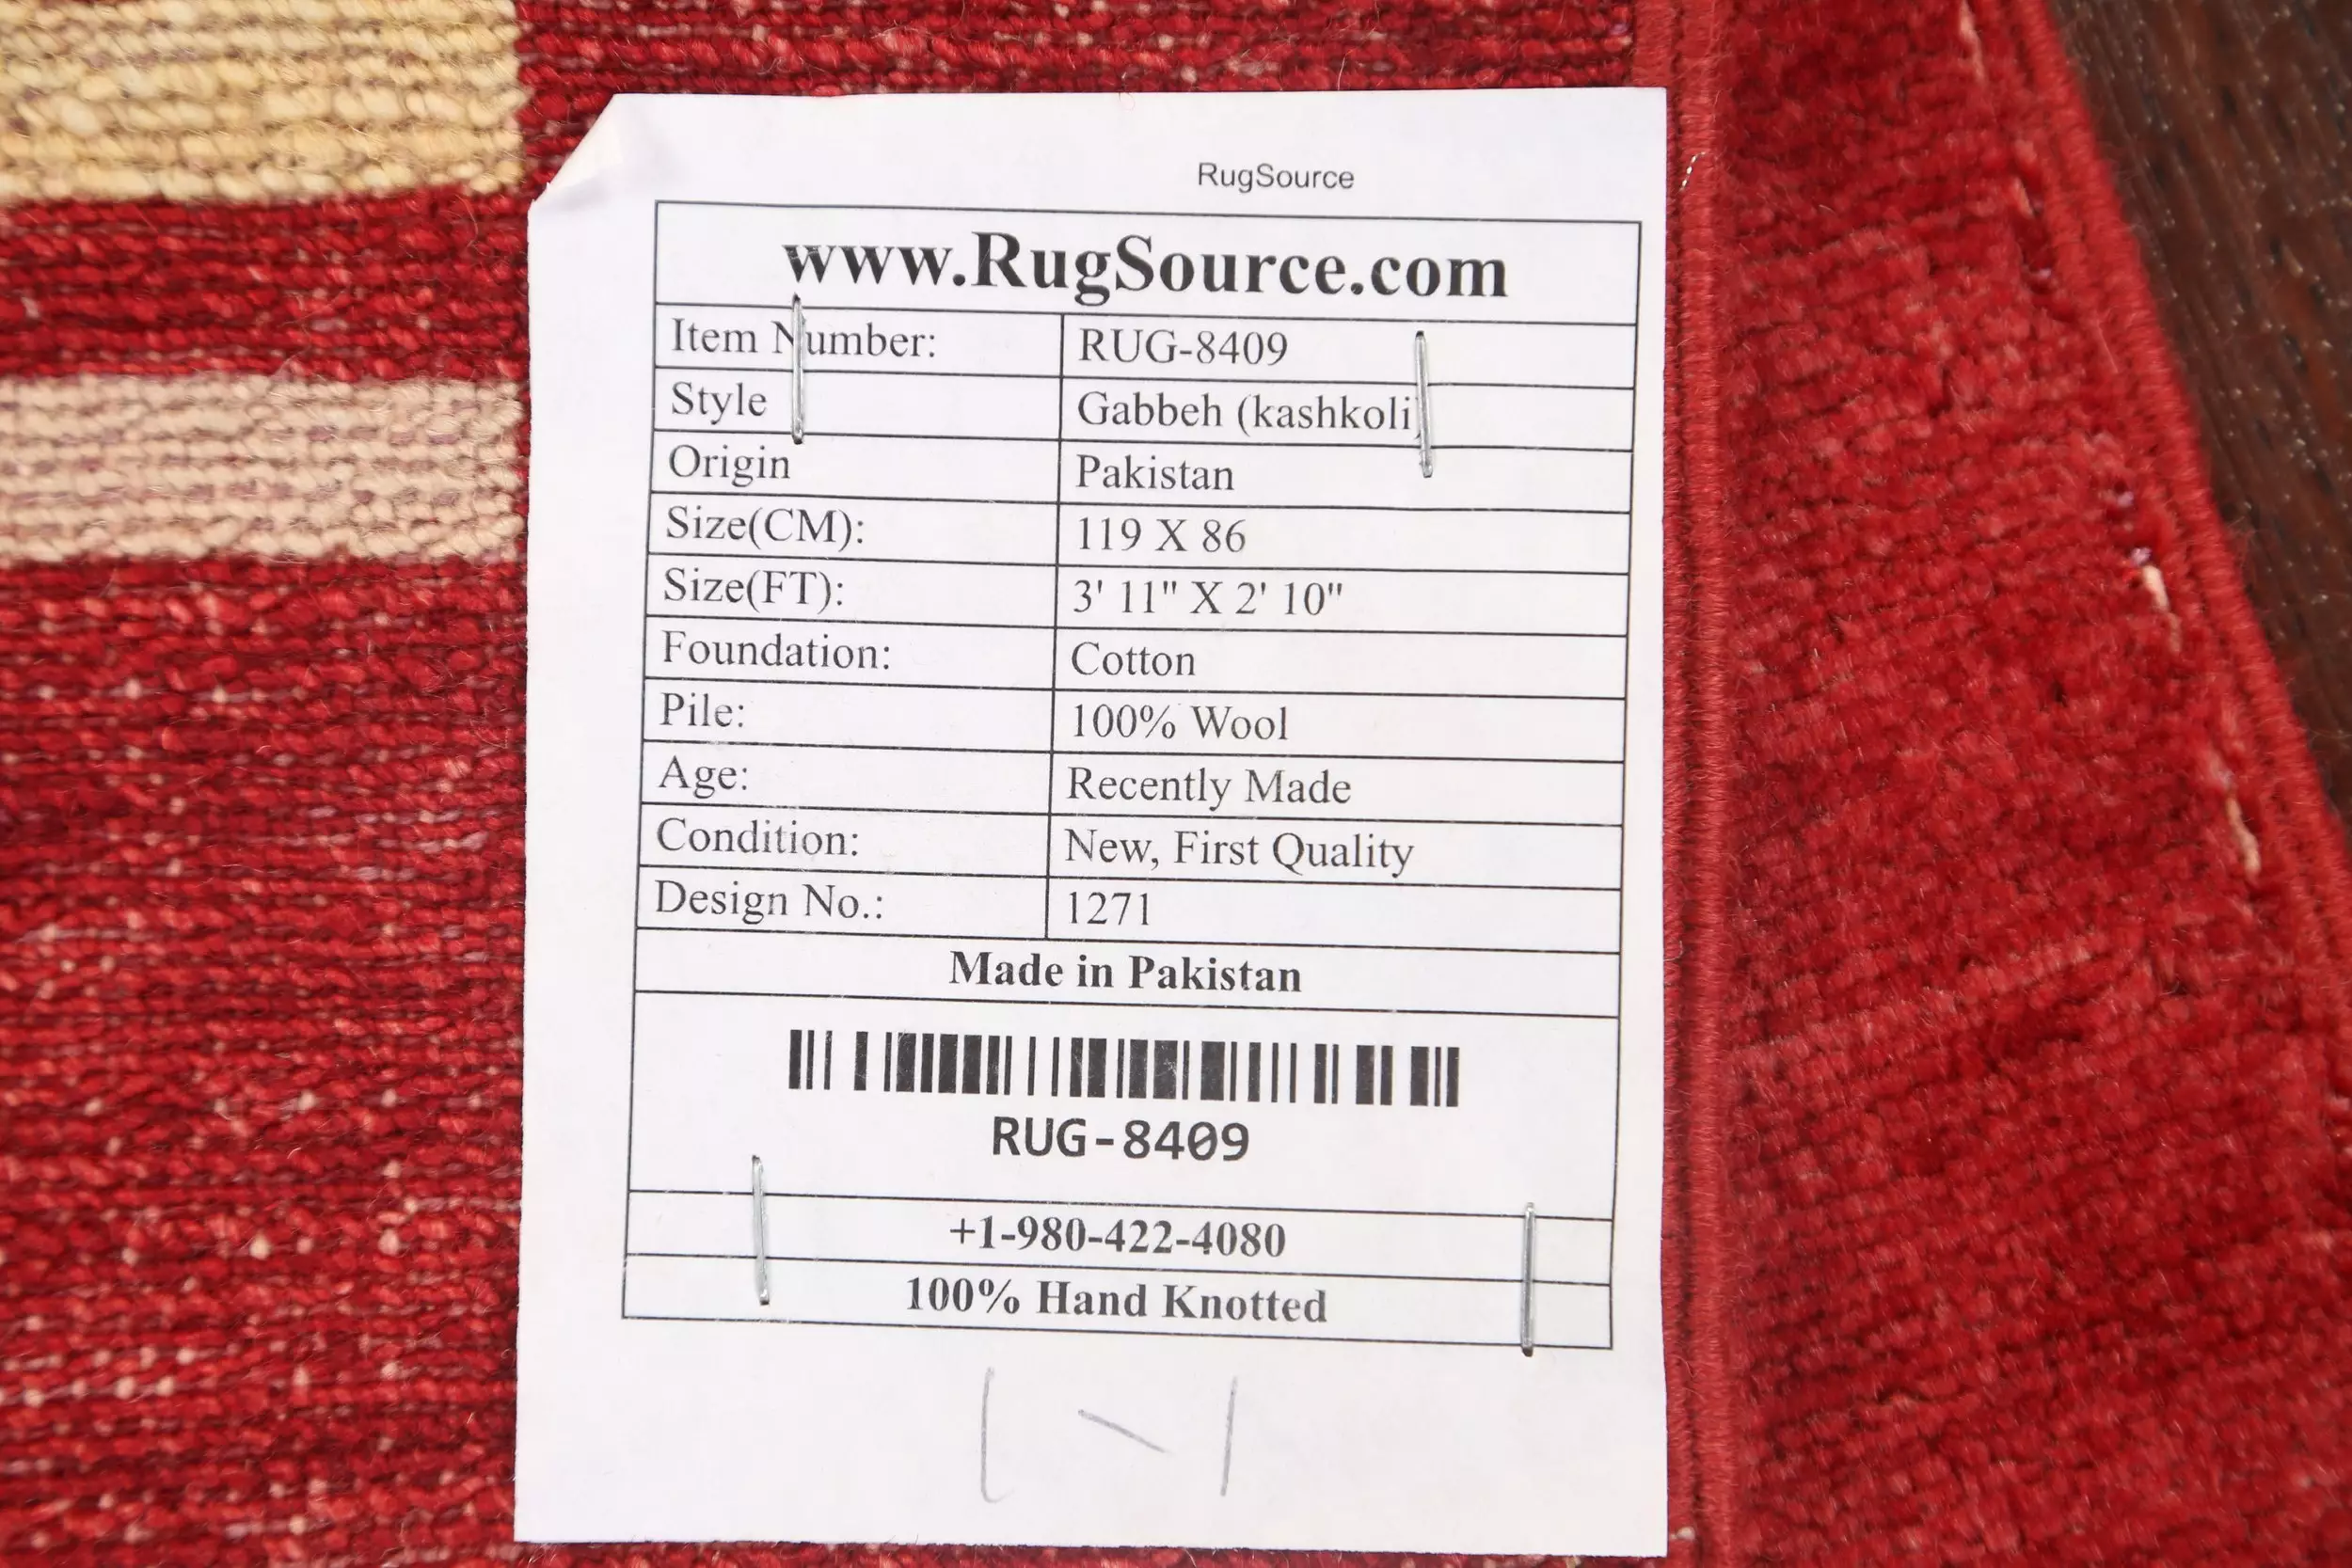 RugSource
www.RugSource.com
Item Number: RUG-8409
Style Gabbeh (kashkoli)
Origin Pakistan
Size(CM): 119 X 86
Size(FT): 3' 11" X 2' 10"
Foundation: Cotton
Pile: 100% Wool
Age: Recently Made
Condition: New, First Quality
Design No.: 1271
Made in Pakistan
RUG-8409
+1-980-422-4080
100% Hand Knotted
1-1